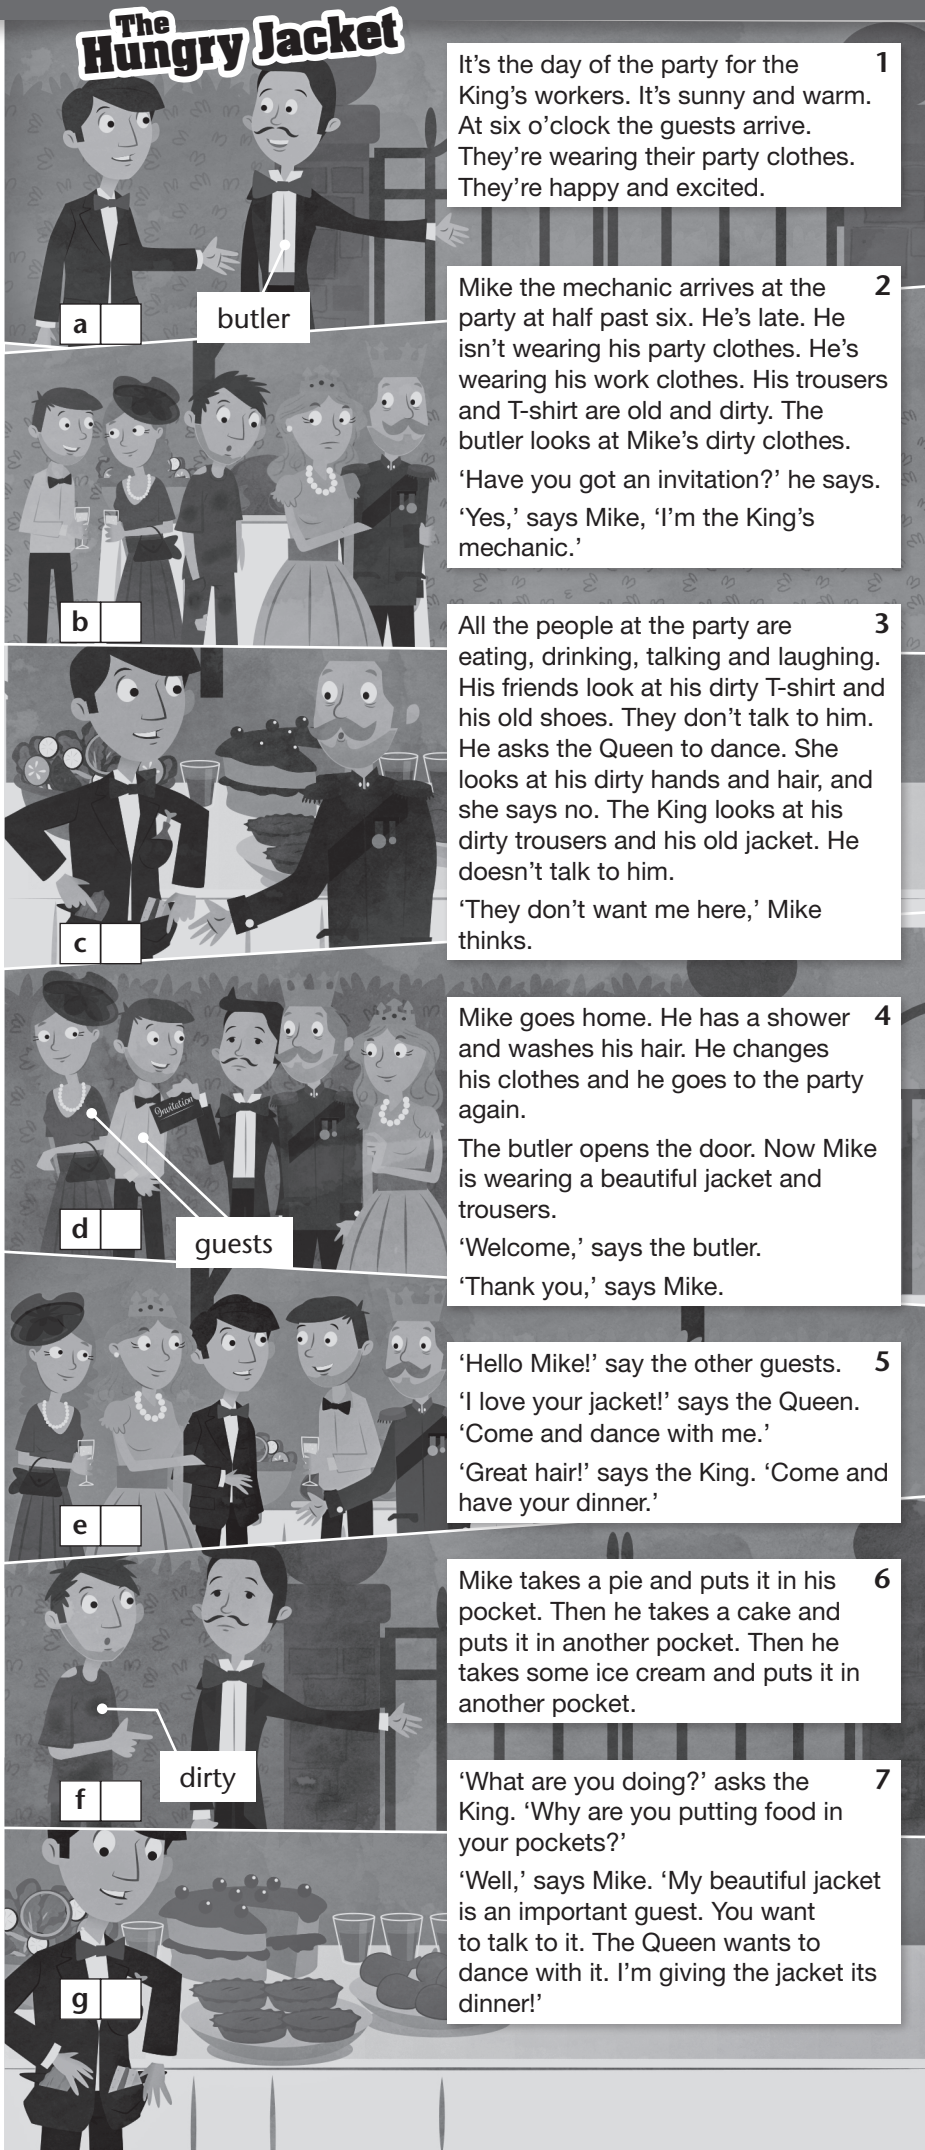 The
Hungry Jacket
It’s the day of the party for the 1
King’s workers. It’s sunny and warm.
At six o’clock the guests arrive.
They’re wearing their party clothes.
They’re happy and excited.
a
butler
Mike the mechanic arrives at the 2
party at half past six. He’s late. He
isn’t wearing his party clothes. He’s
wearing his work clothes. His trousers
and T-shirt are old and dirty. The
butler looks at Mike’s dirty clothes.
‘Have you got an invitation?’ he says.
‘Yes,’ says Mike, ‘I’m the King’s
mechanic.’
b
All the people at the party are 3
eating, drinking, talking and laughing.
His friends look at his dirty T-shirt and
his old shoes. They don’t talk to him.
He asks the Queen to dance. She
looks at his dirty hands and hair, and
she says no. The King looks at his
dirty trousers and his old jacket. He
doesn’t talk to him.
‘They don’t want me here,’ Mike
thinks.
c
Mike goes home. He has a shower 4
and washes his hair. He changes
his clothes and he goes to the party
again.
The butler opens the door. Now Mike
is wearing a beautiful jacket and
trousers.
‘Welcome,’ says the butler.
‘Thank you,’ says Mike.
Invitation
d
guests
‘Hello Mike!’ say the other guests. 5
‘I love your jacket!’ says the Queen.
‘Come and dance with me.’
‘Great hair!’ says the King. ‘Come and
have your dinner.’
e
Mike takes a pie and puts it in his 6
pocket. Then he takes a cake and
puts it in another pocket. Then he
takes some ice cream and puts it in
another pocket.
dirty
f
‘What are you doing?’ asks the 7
King. ‘Why are you putting food in
your pockets?’
‘Well,’ says Mike. ‘My beautiful jacket
is an important guest. You want
to talk to it. The Queen wants to
dance with it. I’m giving the jacket its
dinner!’
g